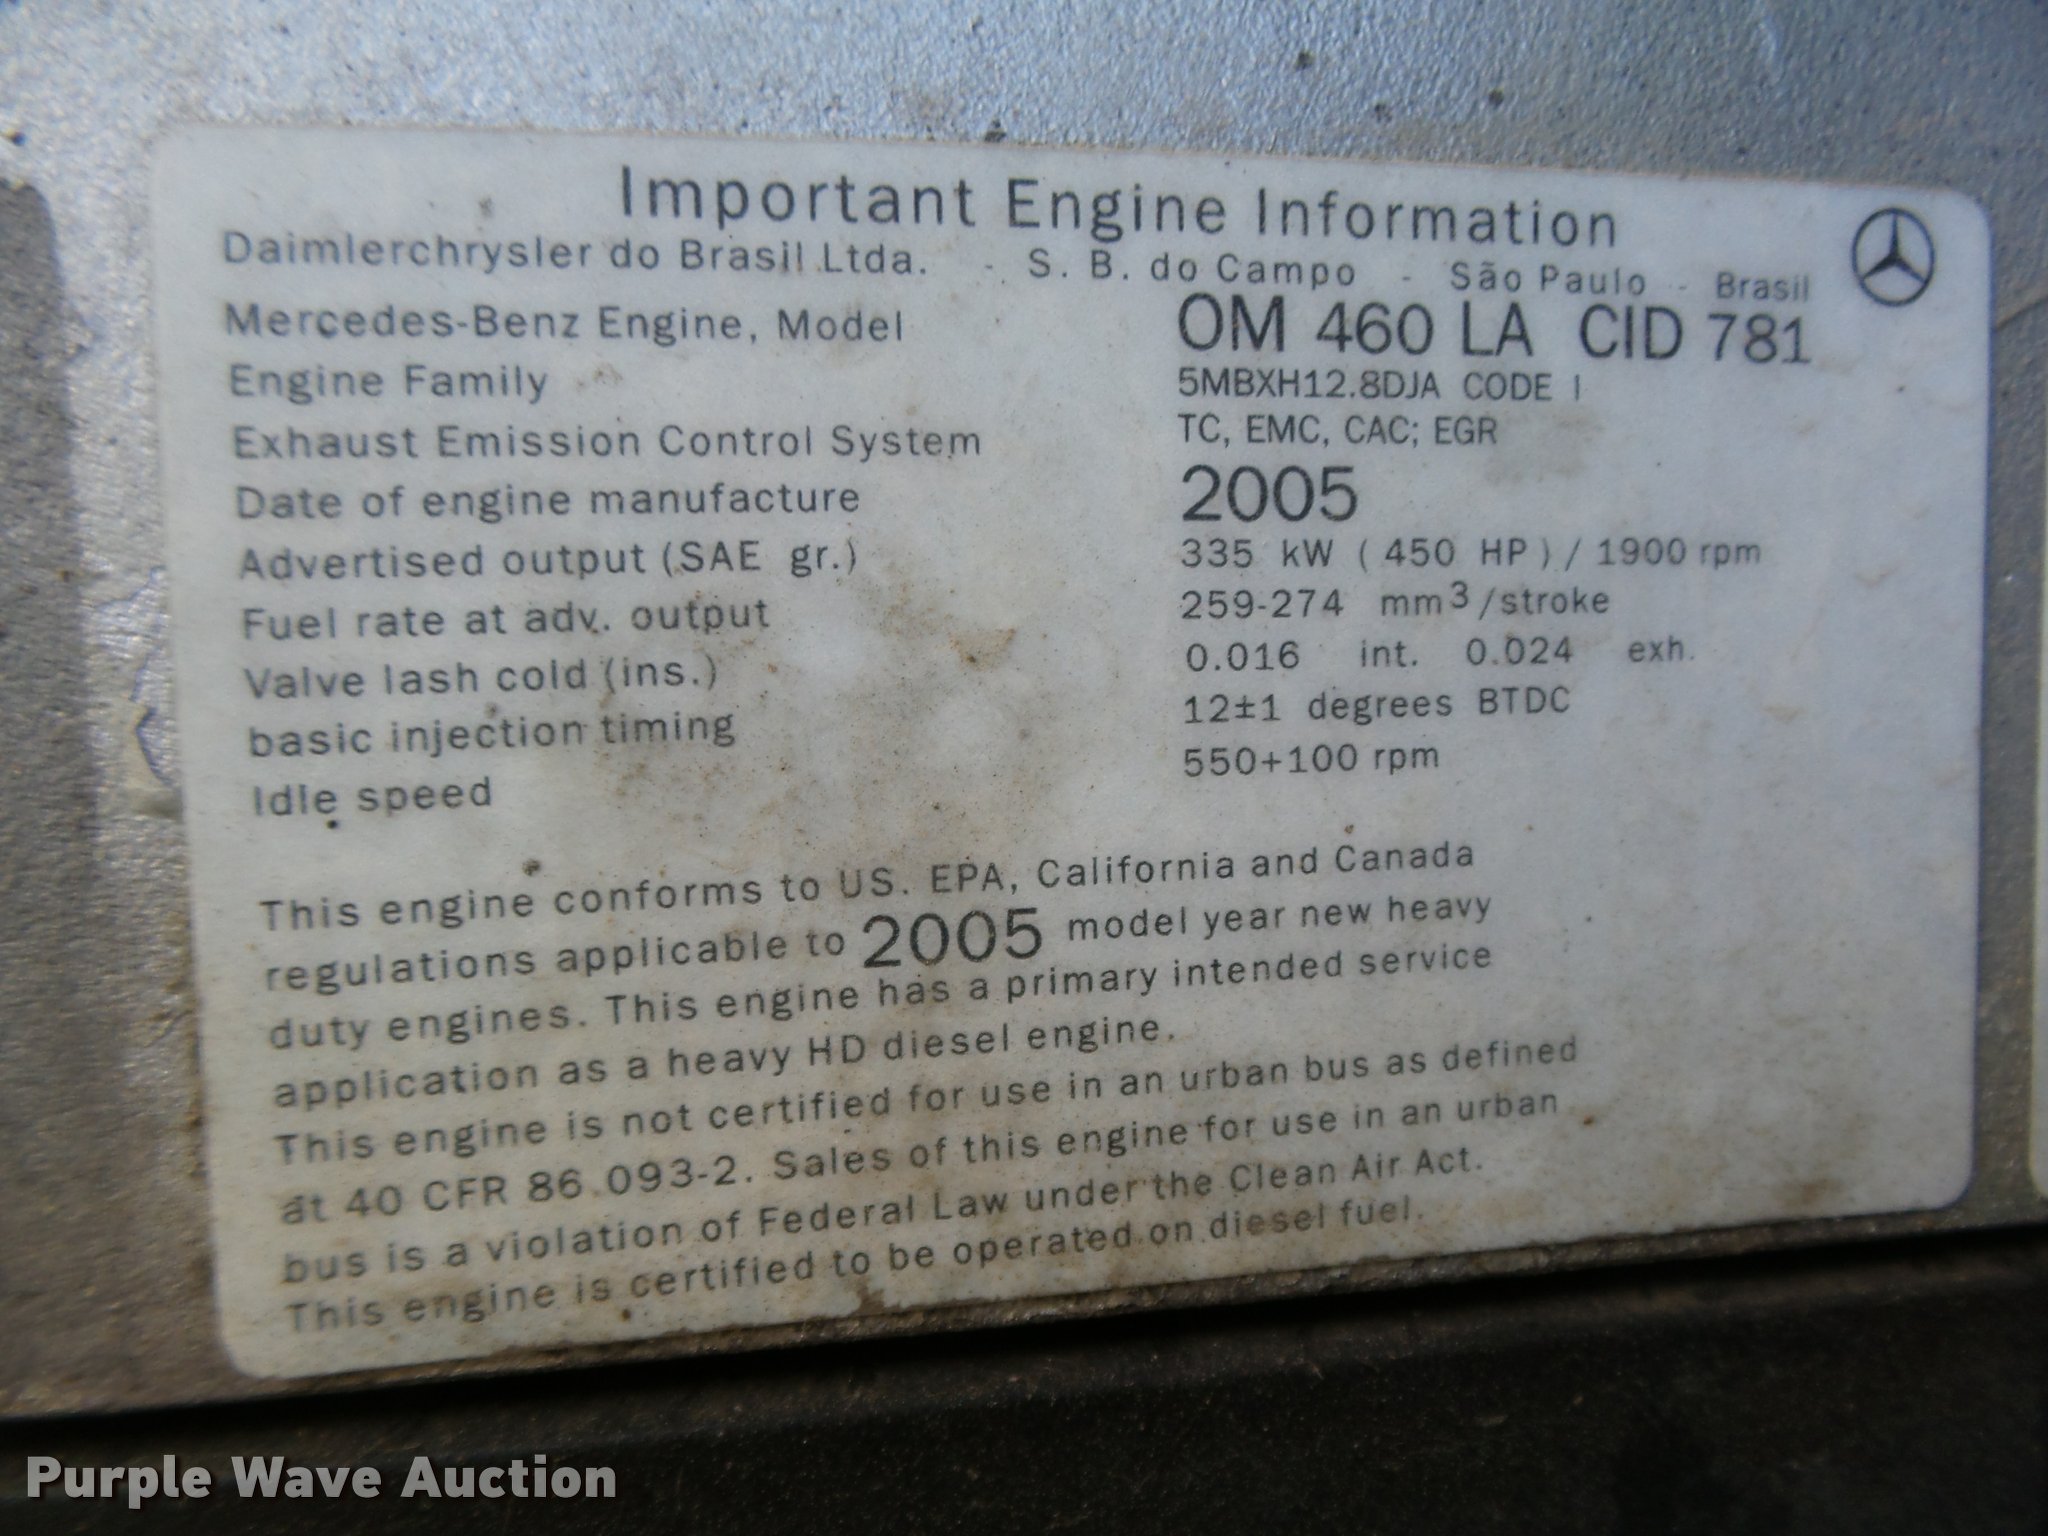 Important Engine Information
Daimlerchrysler do Brasil Ltda. - S. B. do Campo - São Paulo - Brasil
Mercedes-Benz Engine, Model OM 460 LA CID 781
Engine Family 5MBXH12.8DJA CODE I
Exhaust Emission Control System TC, EMC, CAC; EGR
Date of engine manufacture 2005
Advertised output (SAE gr.) 335 kW ( 450 HP ) / 1900 rpm
Fuel rate at adv. output 259-274 mm3 /stroke
Valve lash cold (ins.) 0.016 int. 0.024 exh.
basic injection timing 12±1 degrees BTDC
Idle speed 550+100 rpm
This engine conforms to US. EPA, California and Canada
regulations applicable to 2005 model year new heavy
duty engines. This engine has a primary intended service
application as a heavy HD diesel engine.
This engine is not certified for use in an urban bus as defined
at 40 CFR 86 093-2. Sales of this engine for use in an urban
bus is a violation of Federal Law under the Clean Air Act.
This engine is certified to be operated on diesel fuel.
Purple Wave Auction